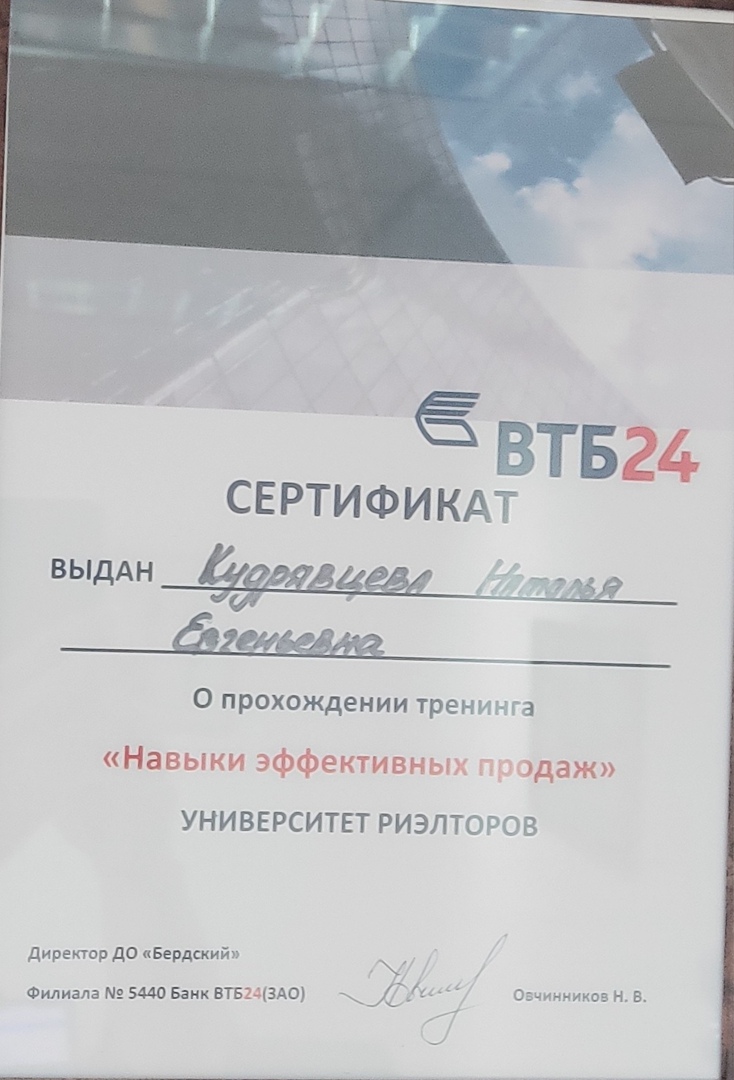 ВТБ24
СЕРТИФИКАТ
ВЫДАН Кудрявцева Наталья
Евгеньевна
О прохождении тренинга
«Навыки эффективных продаж»
УНИВЕРСИТЕТ РИЭЛТОРОВ
Директор ДО «Бердский»
Филиала № 5440 Банк ВТБ24(ЗАО) Овчинников Н. В.